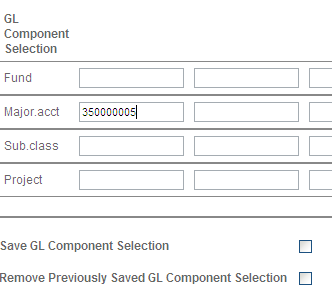 GL
Component
Selection
Fund
Major.acct 350000005
Sub.class
Project
Save GL Component Selection
Remove Previously Saved GL Component Selection